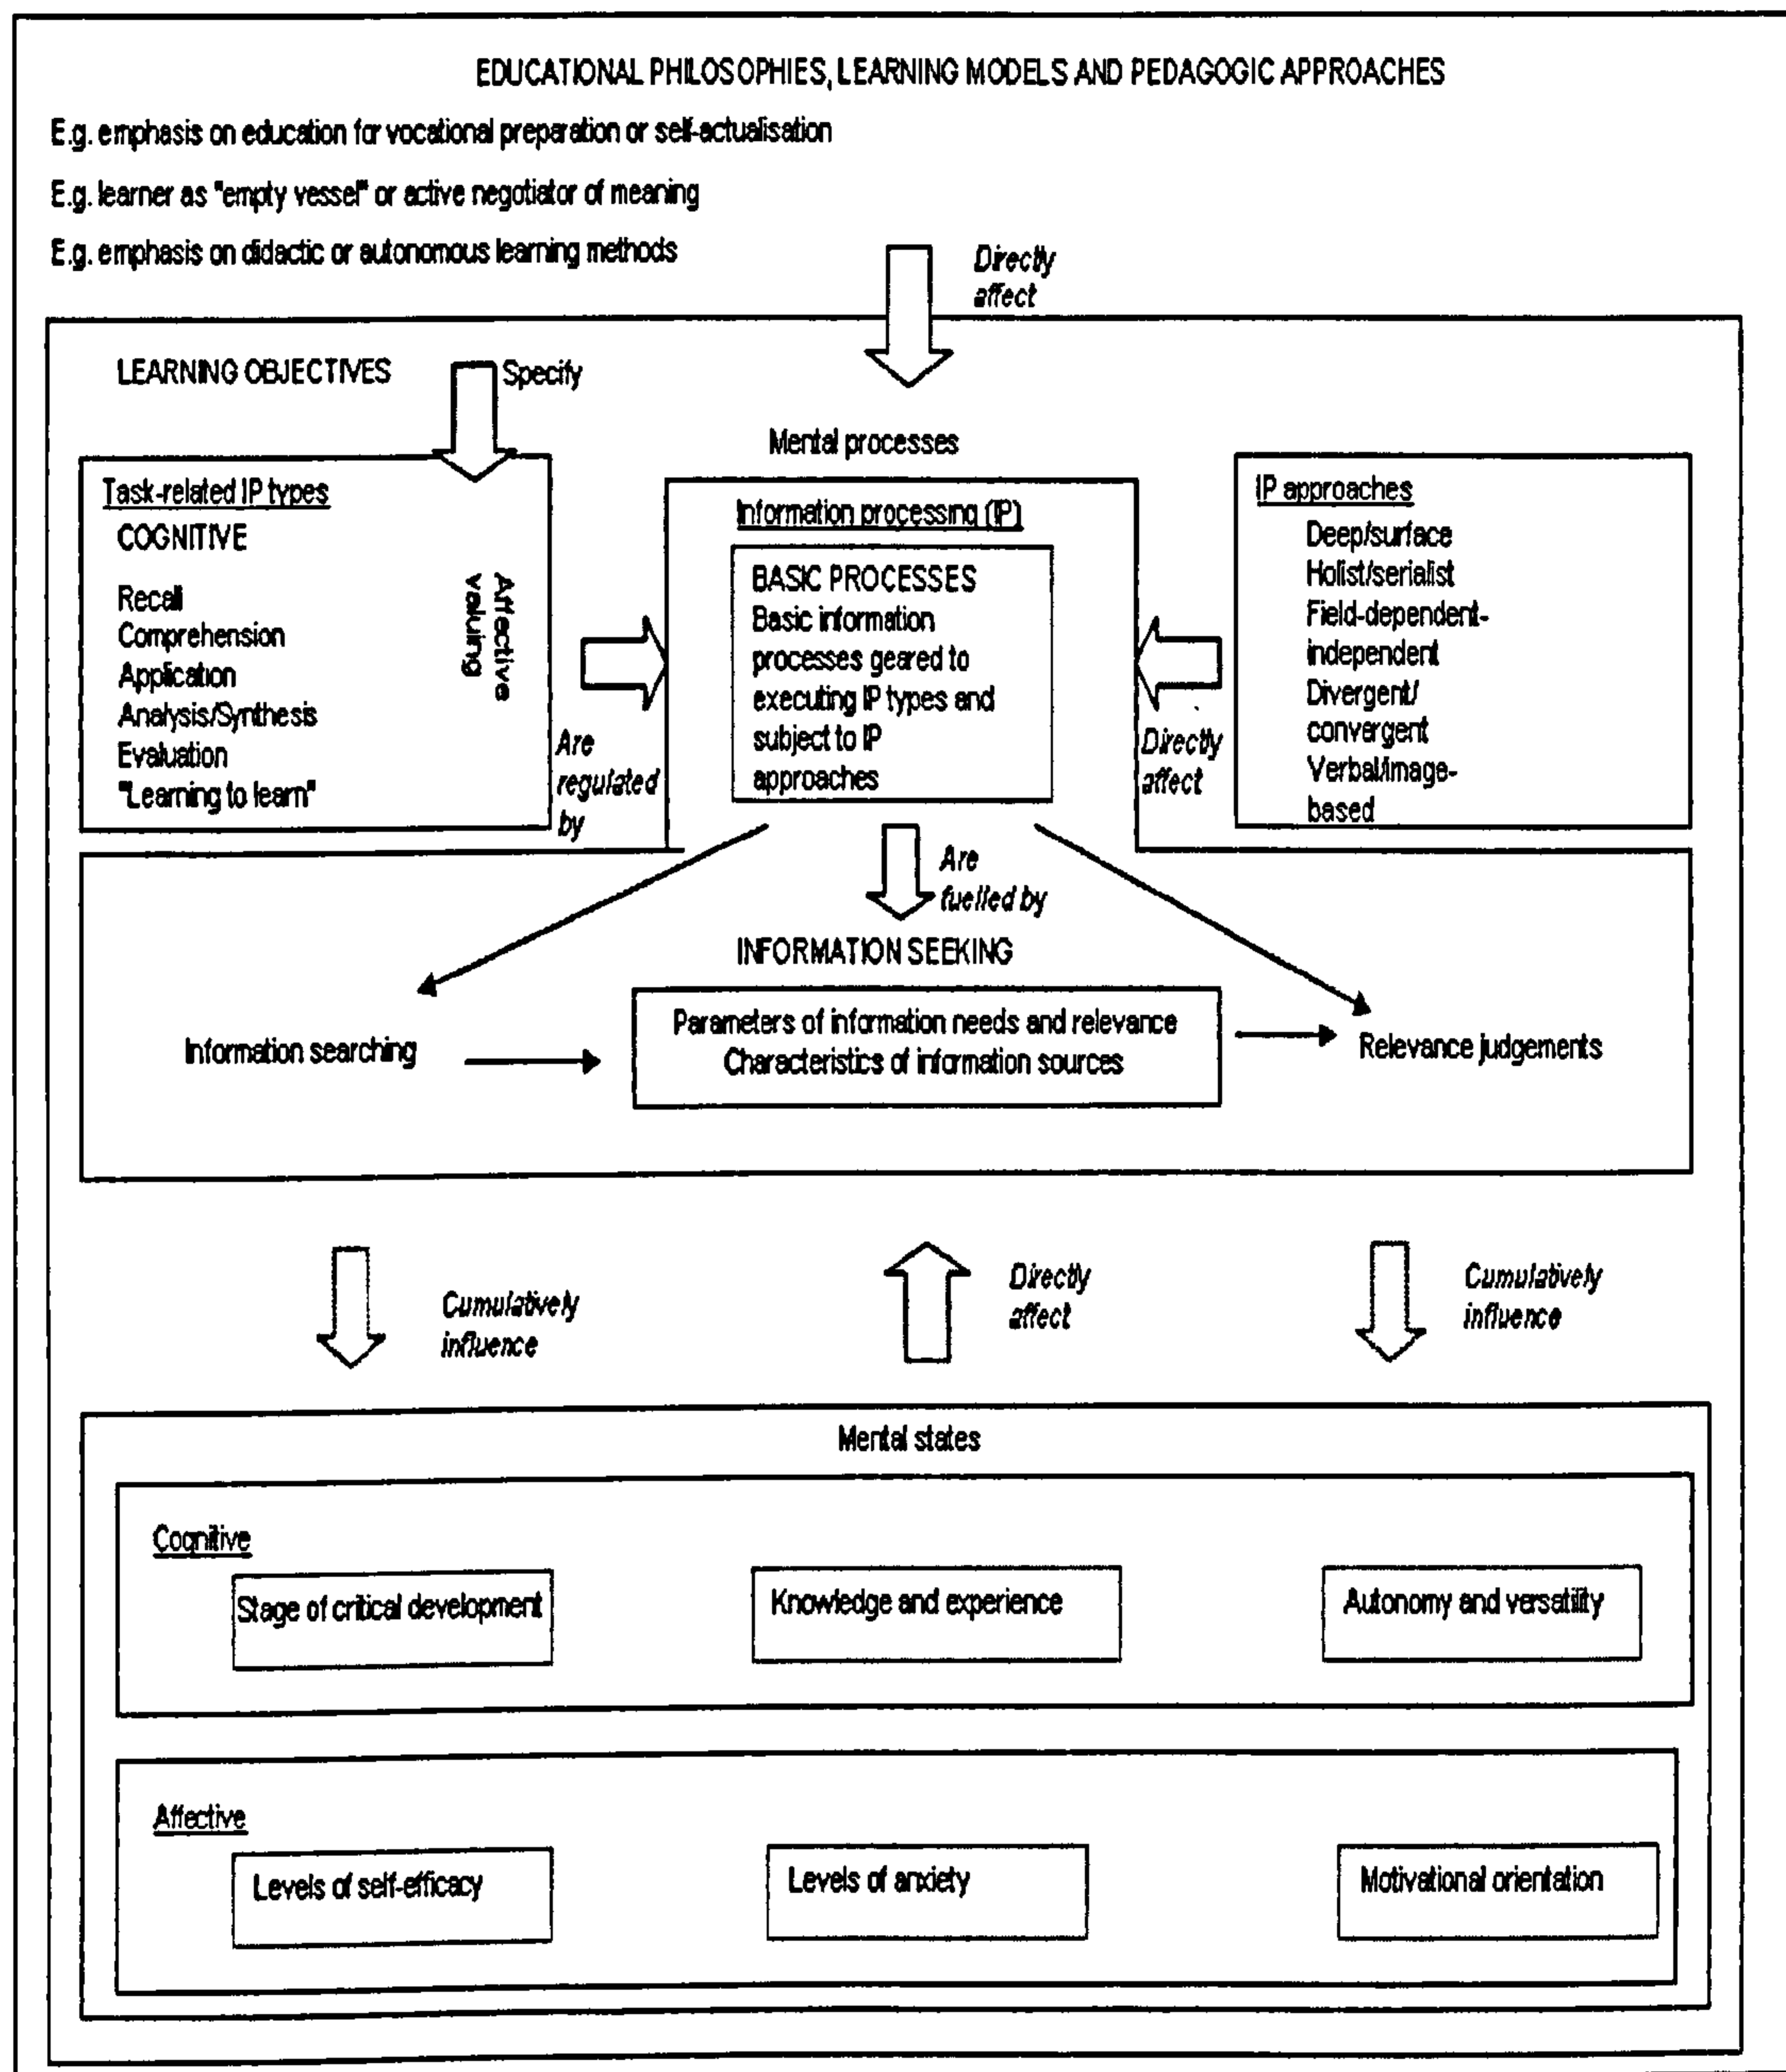 EDUCATIONAL PHILOSOPHIES, LEARNING MODELS AND PEDAGOGIC APPROACHES
E.g. emphasis on education for vocational preparation or self-actualisation
E.g. learner as "empty vessel" or active negotiator of meaning
E.g. emphasis on didactic or autonomous learning methods
Directly
affect
LEARNING OBJECTIVES
Specify
Mental processes
Task-related IP types
COGNITIVE
Recall
Comprehension
Application
Analysis/Synthesis
Evaluation
"Learning to learn"
Affective
valuing
Are
regulated
by
Information processing (IP)
BASIC PROCESSES
Basic information
processes geared to
executing IP types and
subject to IP
approaches
Directly
affect
IP approaches
Deep/surface
Holist/serialist
Field-dependent-
independent
Divergent/
convergent
Verbal/image-
based
Are
fuelled by
INFORMATION SEEKING
Information searching
Parameters of information needs and relevance
Characteristics of information sources
Relevance judgements
Cumulatively
influence
Directly
affect
Cumulatively
influence
Mental states
Cognitive
Stage of critical development
Knowledge and experience
Autonomy and versatility
Affective
Levels of self-efficacy
Levels of anxiety
Motivational orientation